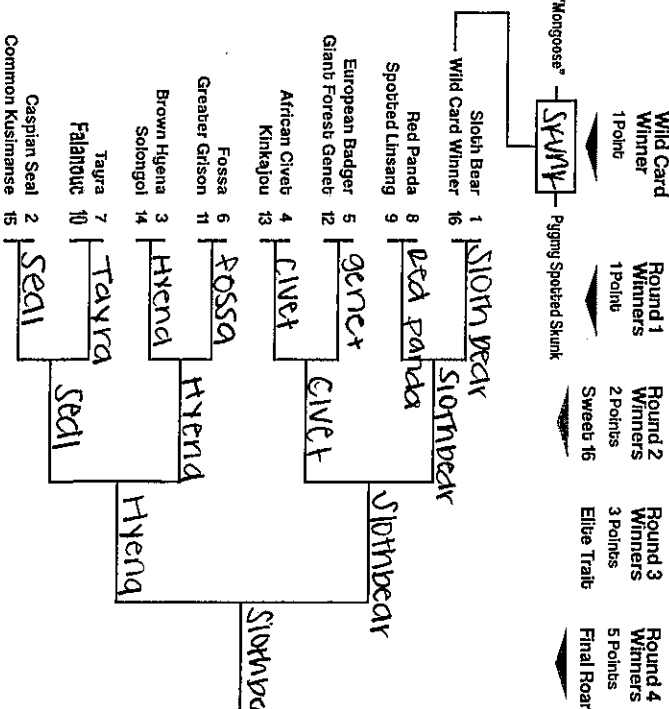 Wild Card
Winner
1 Point
Round 1
Winners
1 Point
Round 2
Winners
2 Points
Sweet 16
Round 3
Winners
3 Points
Elite Trait
Round 4
Winners
5 Points
Final Roar
"Mongoose"
Skunk
Pygmy Spotted Skunk
Sloth Bear 1
Wild Card Winner 16
Red Panda 8
Spotted Linsang 9
European Badger 5
Giant Forest Genet 12
African Civet 4
Kinkajou 13
Fossa 6
Greater Grison 11
Brown Hyena 3
Solongoi 14
Tayra 7
Falanouc 10
Caspian Seal 2
Common Kusimanse 15
Sloth bear
Red panda
genet
Civet
fossa
Hyena
Tayra
Seal
Slothbear
Civet
Hyena
Seal
Slothbear
Hyena